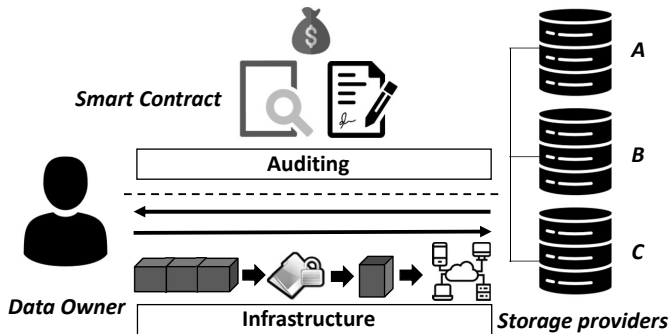 $
Smart Contract
A
Auditing
B
C
Data Owner
Infrastructure
Storage providers